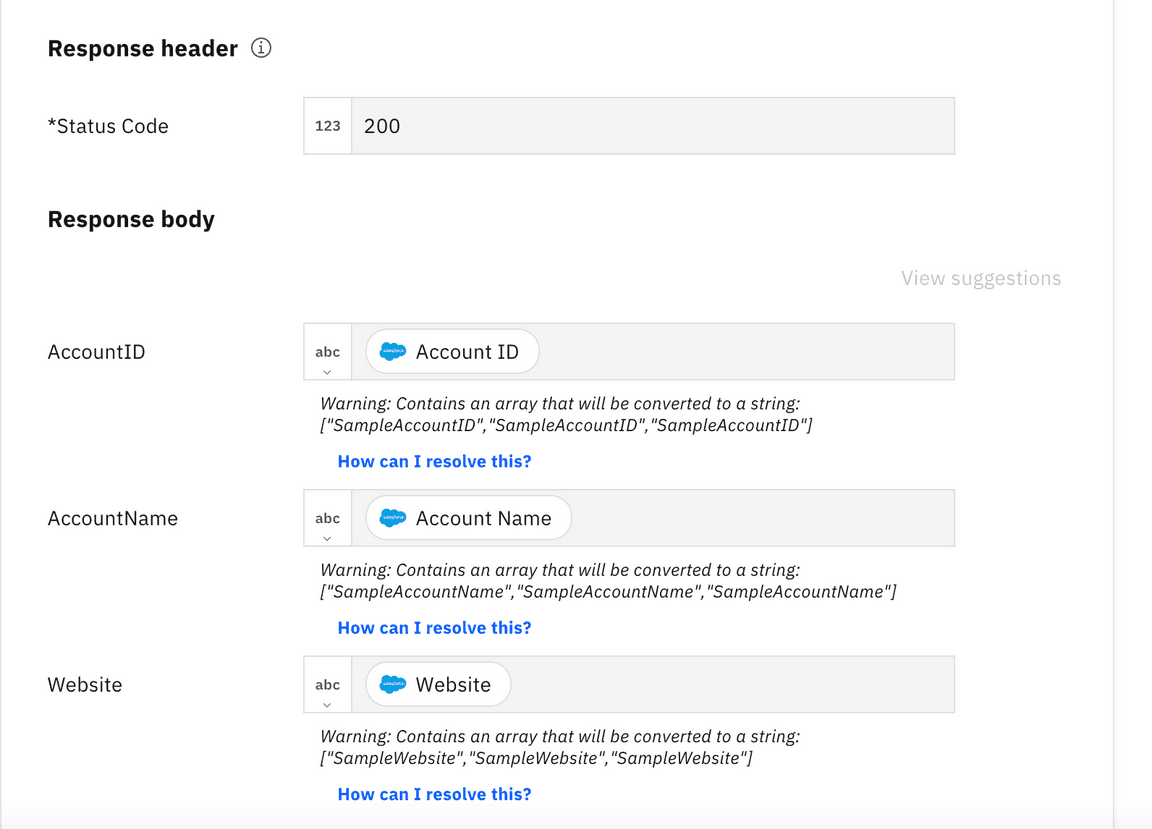 Response header
*Status Code
123
200
Response body
View suggestions
AccountID
abc
Account ID
Warning: Contains an array that will be converted to a string:
["SampleAccountID","SampleAccountID","SampleAccountID"]
How can I resolve this?
AccountName
abc
Account Name
Warning: Contains an array that will be converted to a string:
["SampleAccountName","SampleAccountName","SampleAccountName"]
How can I resolve this?
Website
abc
Website
Warning: Contains an array that will be converted to a string:
["SampleWebsite","SampleWebsite","SampleWebsite"]
How can I resolve this?